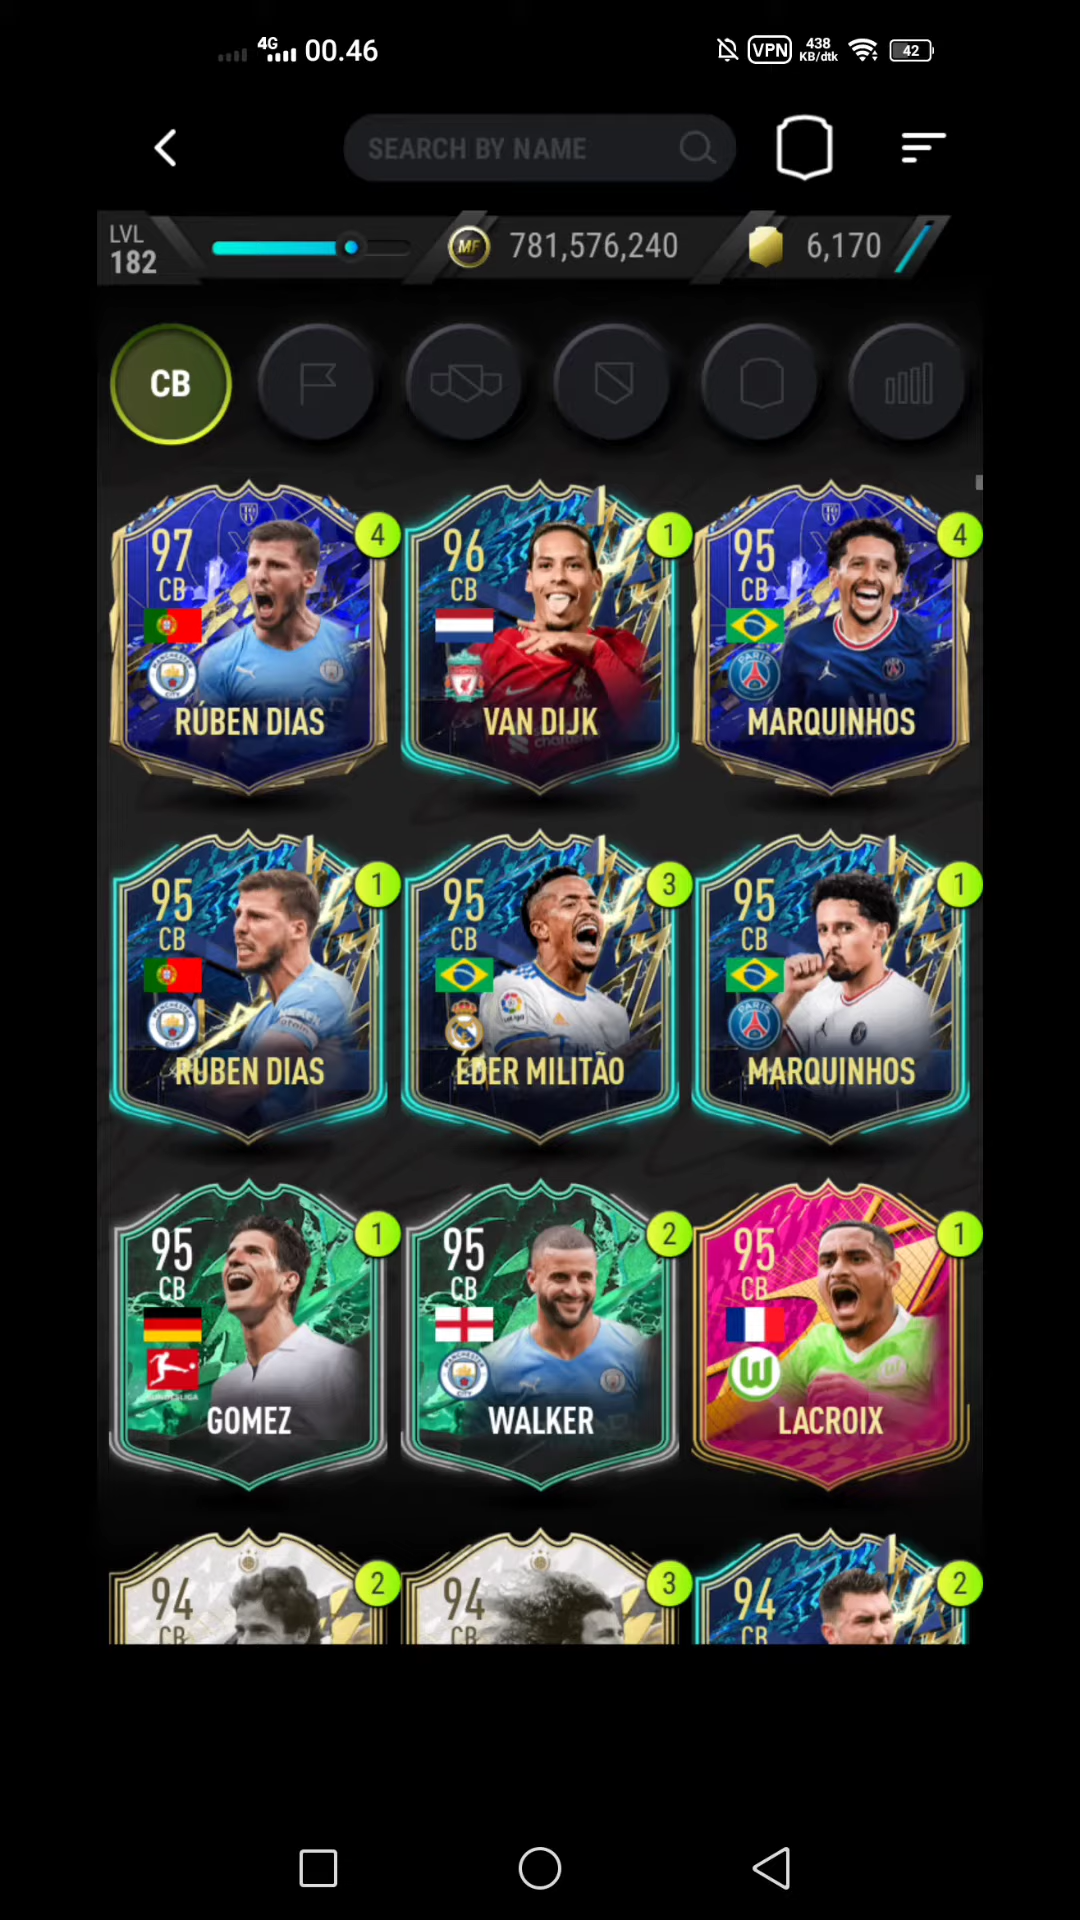 4G 00.46 VPN 438 KB/dtk 42
SEARCH BY NAME
LVL
182 MF 781,576,240 6,170
CB
97 4 96 1 95 4
CB CB CB
RÚBEN DIAS VAN DIJK MARQUINHOS
95 1 95 3 95 1
CB CB CB
RÚBEN DIAS ÉDER MILITÃO MARQUINHOS
95 1 95 2 95 1
CB CB CB
GOMEZ WALKER LACROIX
94 2 94 3 94 2
CB CB CB